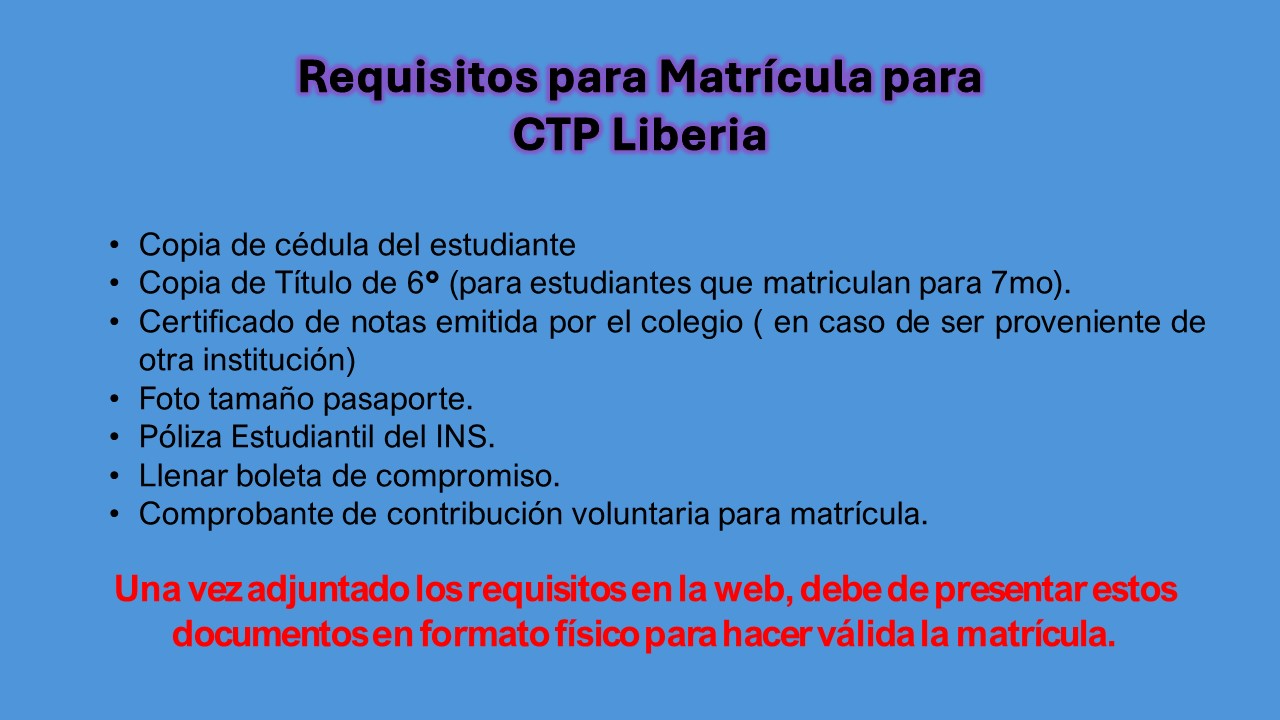 Requisitos para Matrícula para
CTP Liberia
• Copia de cédula del estudiante
• Copia de Título de 6° (para estudiantes que matriculan para 7mo).
• Certificado de notas emitida por el colegio ( en caso de ser proveniente de
otra institución)
• Foto tamaño pasaporte.
• Póliza Estudiantil del INS.
• Llenar boleta de compromiso.
• Comprobante de contribución voluntaria para matrícula.
Una vez adjuntado los requisitos en la web, debe de presentar estos
documentos en formato físico para hacer válida la matrícula.